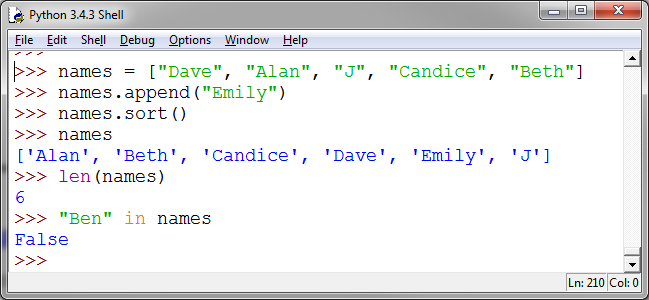 Python 3.4.3 Shell
File Edit Shell Debug Options Window Help
>>>
>>> names = ["Dave", "Alan", "J", "Candice", "Beth"]
>>> names.append("Emily")
>>> names.sort()
>>> names
['Alan', 'Beth', 'Candice', 'Dave', 'Emily', 'J']
>>> len(names)
6
>>> "Ben" in names
False
>>>
Ln: 210 Col: 0